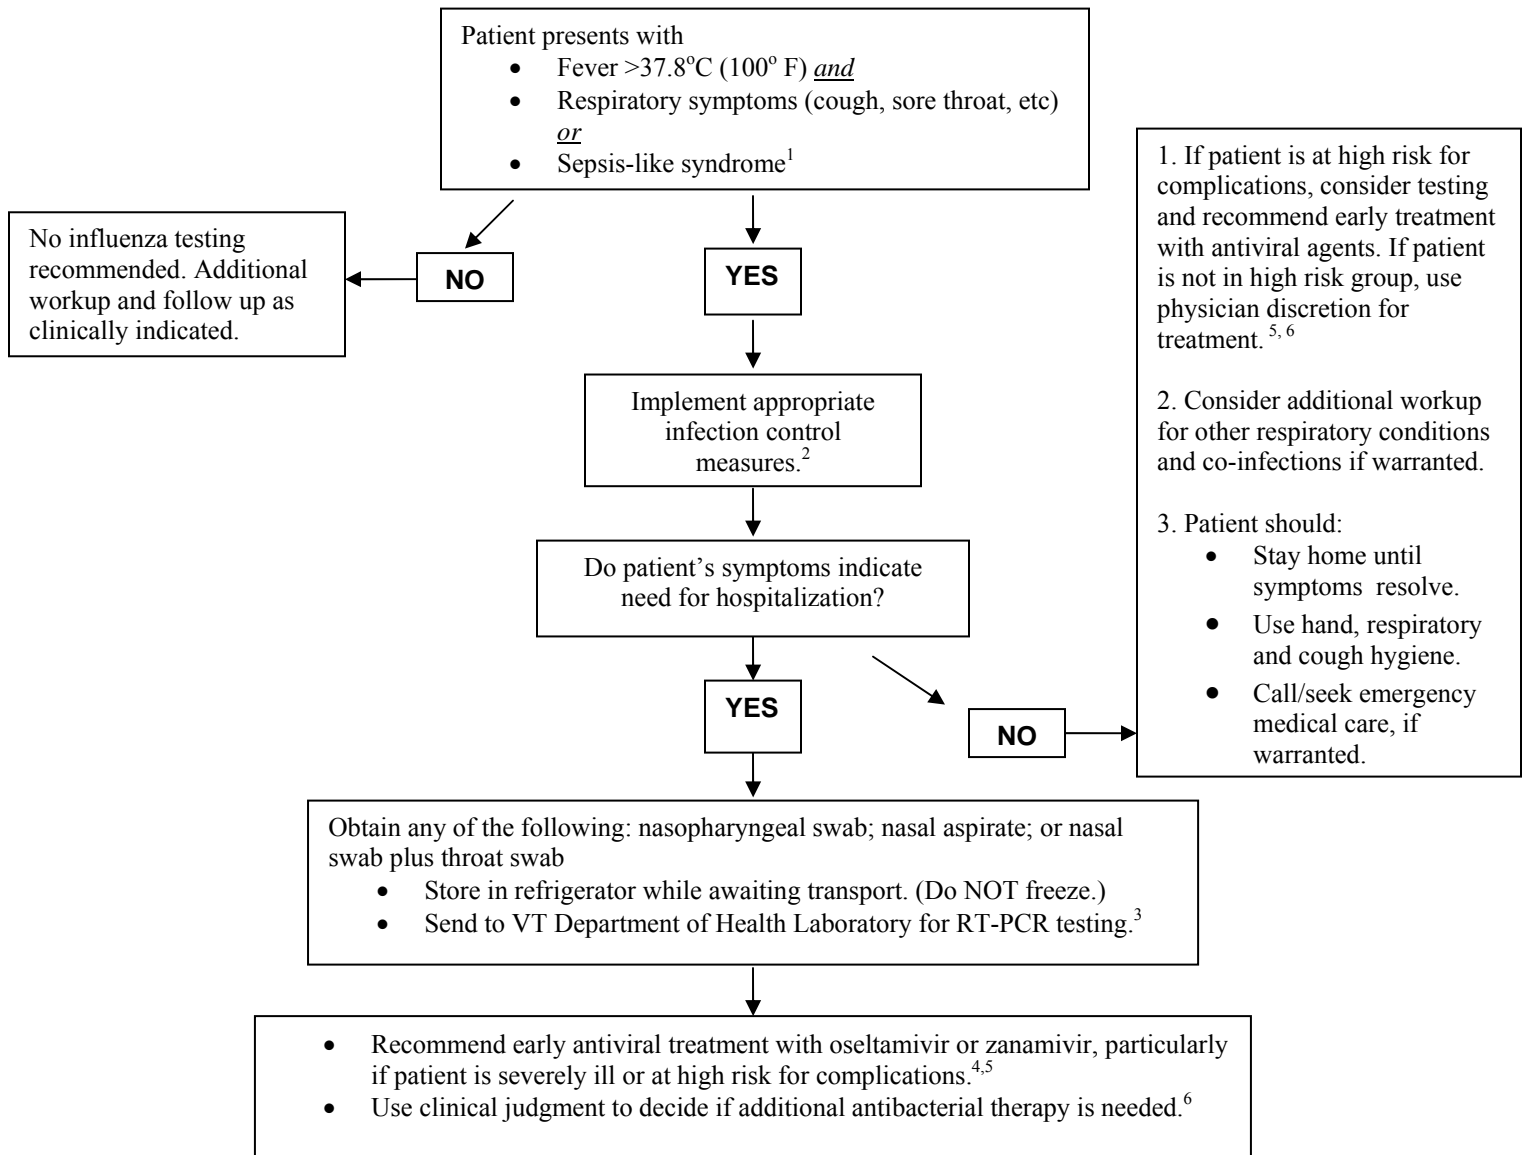 Patient presents with
• Fever >37.8°C (100° F) and
• Respiratory symptoms (cough, sore throat, etc)
or
• Sepsis-like syndrome1
No influenza testing
recommended. Additional
workup and follow up as
clinically indicated.
NO
YES
Implement appropriate
infection control
measures.2
Do patient’s symptoms indicate
need for hospitalization?
YES
NO
1. If patient is at high risk for
complications, consider testing
and recommend early treatment
with antiviral agents. If patient
is not in high risk group, use
physician discretion for
treatment. 5, 6
2. Consider additional workup
for other respiratory conditions
and co-infections if warranted.
3. Patient should:
• Stay home until
symptoms resolve.
• Use hand, respiratory
and cough hygiene.
• Call/seek emergency
medical care, if
warranted.
Obtain any of the following: nasopharyngeal swab; nasal aspirate; or nasal
swab plus throat swab
• Store in refrigerator while awaiting transport. (Do NOT freeze.)
• Send to VT Department of Health Laboratory for RT-PCR testing.3
• Recommend early antiviral treatment with oseltamivir or zanamivir, particularly
if patient is severely ill or at high risk for complications.4,5
• Use clinical judgment to decide if additional antibacterial therapy is needed.6